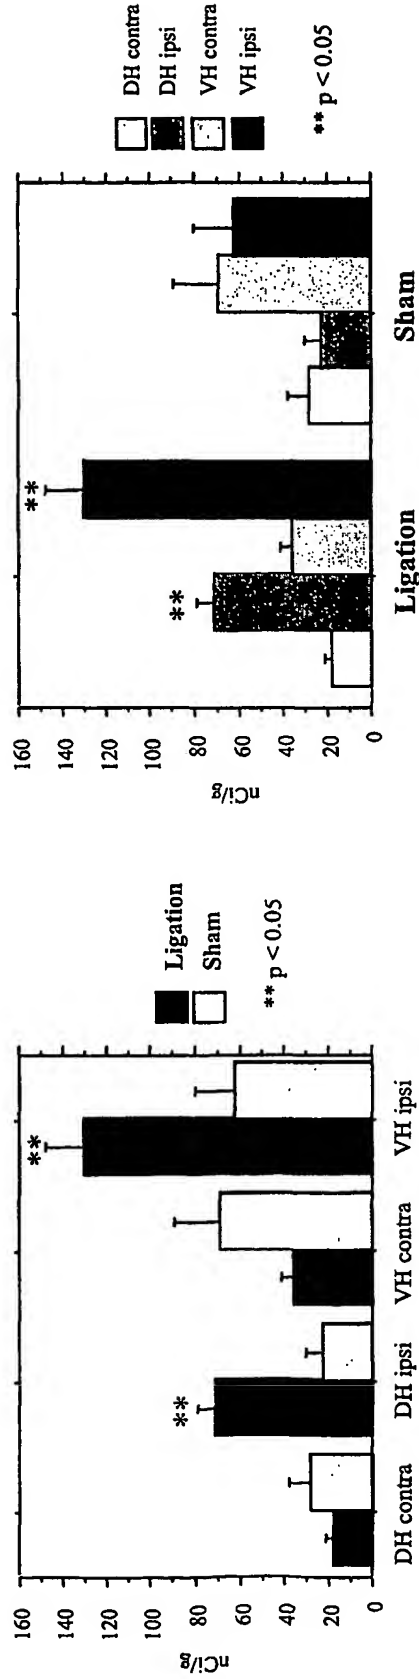 160
140
120
100
80
60
40
20
0
nCi/g
**
**
DH contra
DH ipsi
VH contra
VH ipsi
Ligation
Sham
** p < 0.05
160
140
120
100
80
60
40
20
0
nCi/g
**
**
Ligation
Sham
DH contra
DH ipsi
VH contra
VH ipsi
** p < 0.05